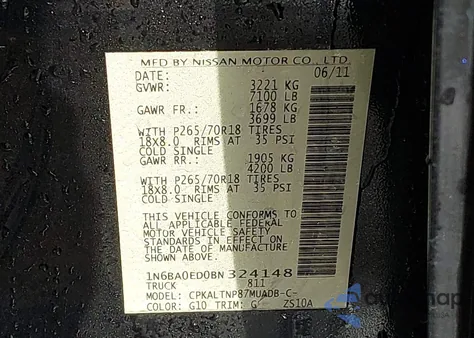 MFD BY NISSAN MOTOR CO., LTD.
DATE: 06/11
GVWR: 3221 KG
7100 LB
GAWR FR.: 1678 KG
3699 LB
WITH P265/70R18 TIRES
18X8.0 RIMS AT 35 PSI
COLD SINGLE
GAWR RR.: 1905 KG
4200 LB
WITH P265/70R18 TIRES
18X8.0 RIMS AT 35 PSI
COLD SINGLE
THIS VEHICLE CONFORMS TO
ALL APPLICABLE FEDERAL
MOTOR VEHICLE SAFETY
STANDARDS IN EFFECT ON
THE DATE OF MANUFACTURE
SHOWN ABOVE.
1N6BA0ED0BN324148
TRUCK 811
MODEL: CPKALTNP87MUADB-C-
COLOR: G10 TRIM: G ZS10A